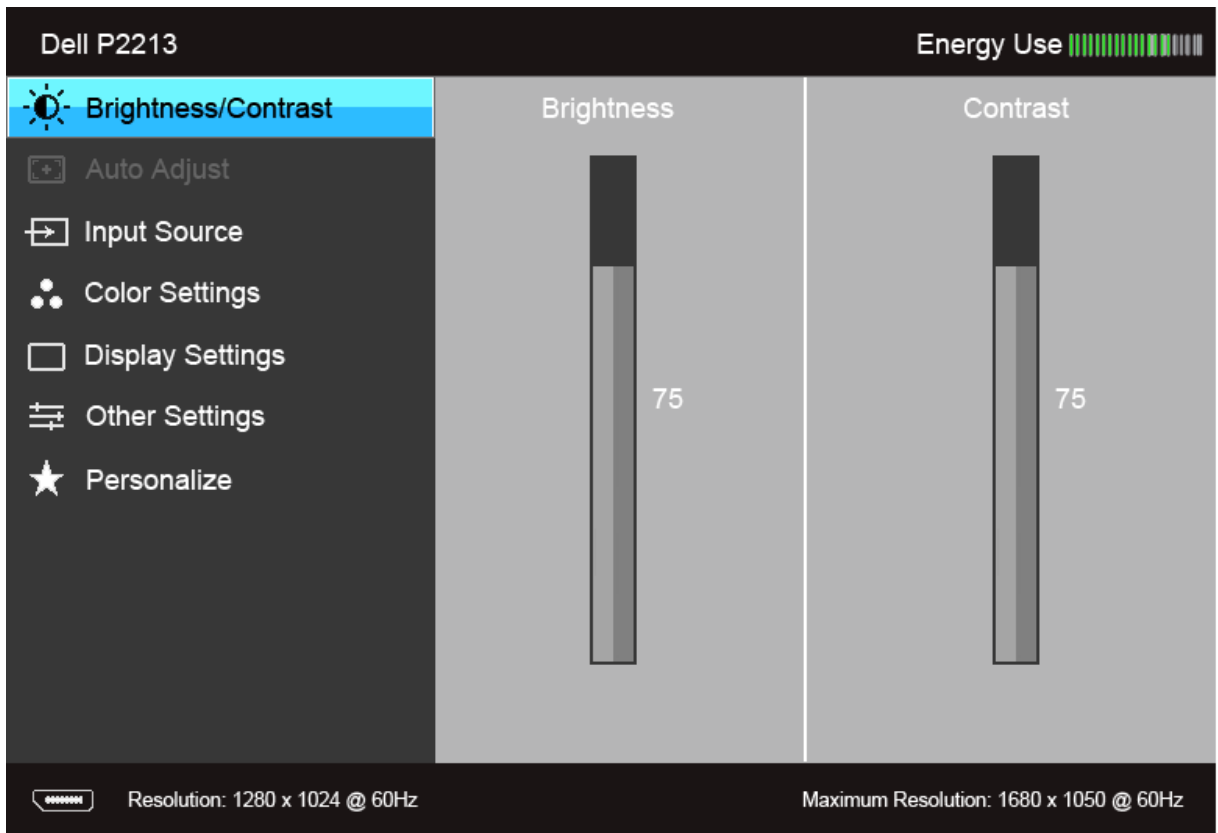 Dell P2213
Energy Use
Brightness/Contrast
Auto Adjust
Input Source
Color Settings
Display Settings
Other Settings
Personalize
Brightness
75
Contrast
75
Resolution: 1280 x 1024 @ 60Hz
Maximum Resolution: 1680 x 1050 @ 60Hz